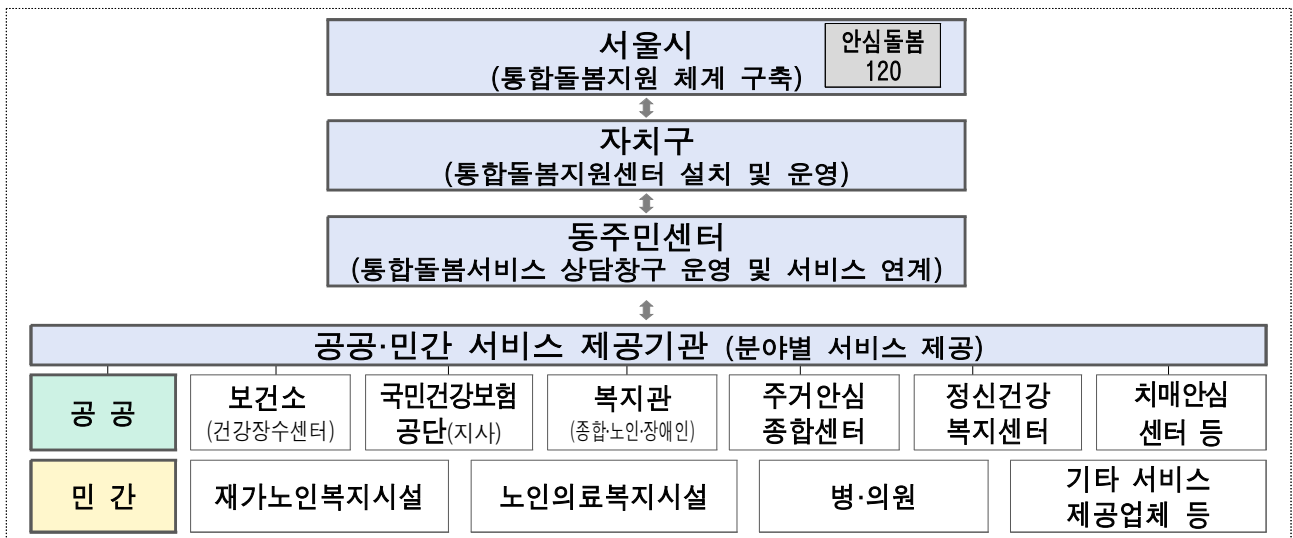 서울시
(통합돌봄지원 체계 구축)
안심돌봄
120
자치구
(통합돌봄지원센터 설치 및 운영)
동주민센터
(통합돌봄서비스 상담창구 운영 및 서비스 연계)
공공·민간 서비스 제공기관 (분야별 서비스 제공)
공 공
보건소
(건강장수센터)
국민건강보험
공단(지사)
복지관
(종합·노인·장애인)
주거안심
종합센터
정신건강
복지센터
치매안심
센터 등
민 간
재가노인복지시설
노인의료복지시설
병·의원
기타 서비스
제공업체 등